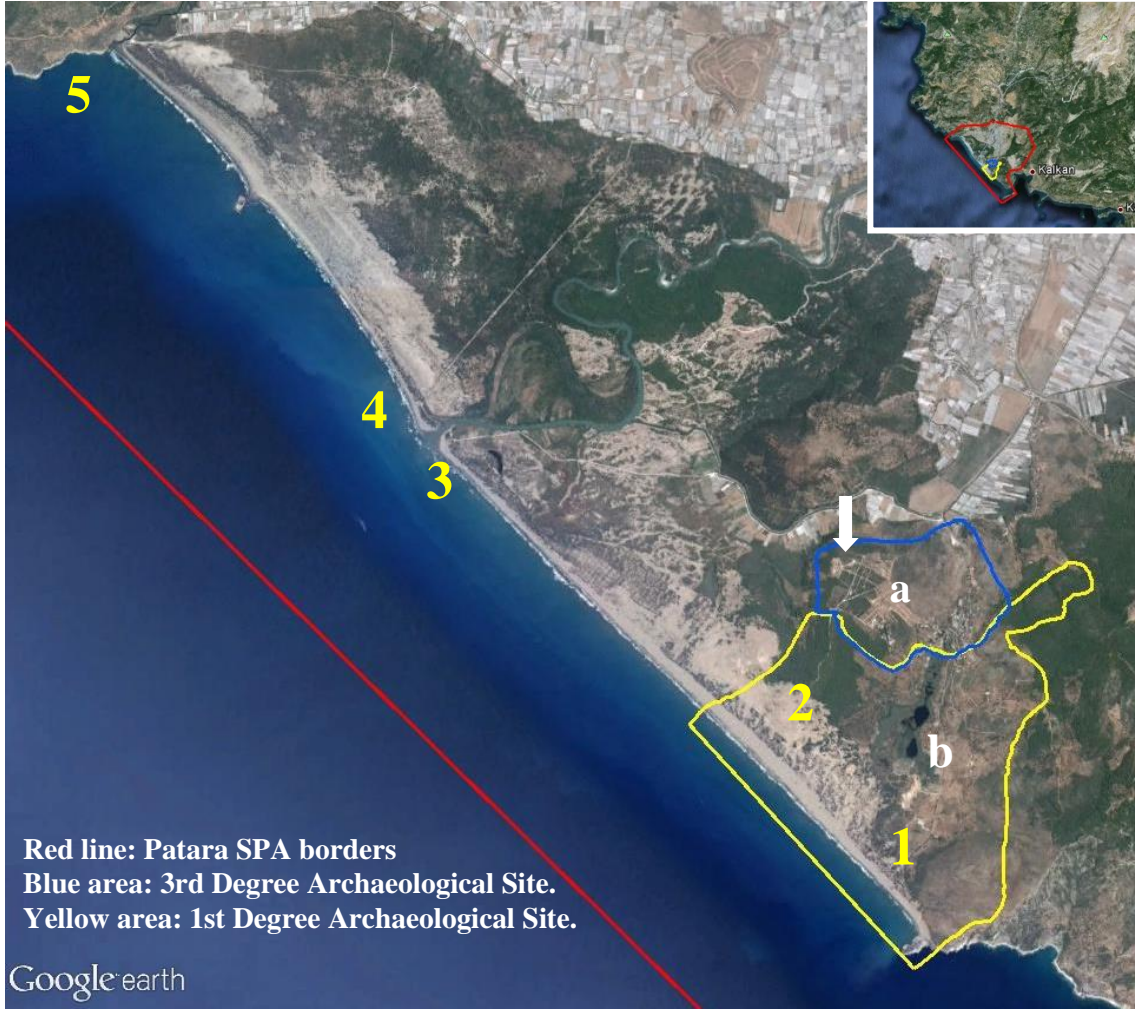 5
Kalkan
K
4
3
a
2
b
1
Red line: Patara SPA borders
Blue area: 3rd Degree Archaeological Site.
Yellow area: 1st Degree Archaeological Site.
Google earth